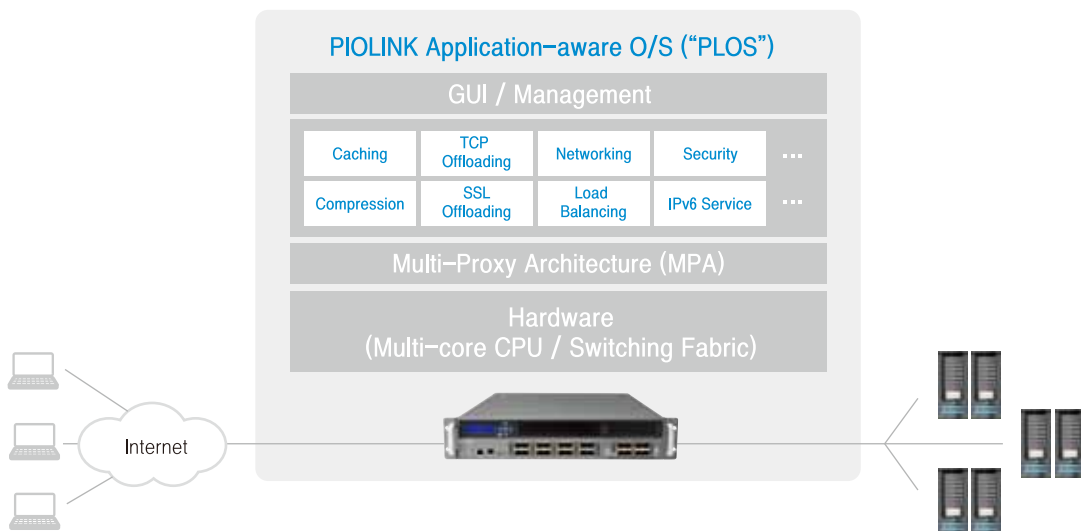 PIOLINK Application-aware O/S (“PLOS”)
GUI / Management
Caching
TCP
Offloading
Networking
Security
...
Compression
SSL
Offloading
Load
Balancing
IPv6 Service
...
Multi-Proxy Architecture (MPA)
Hardware
(Multi-core CPU / Switching Fabric)
Internet